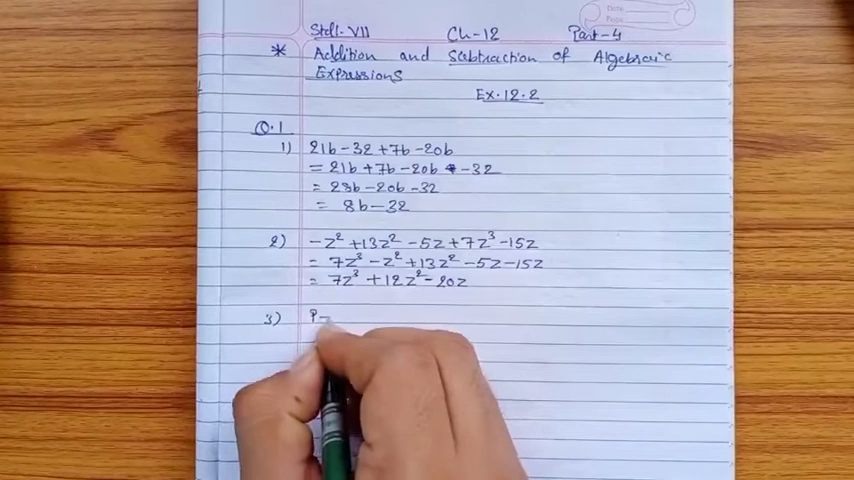 Date
Page
Std:- VII Ch-12 Part-4
* Addition and Subtraction of Algebraic
Expressions
Ex.12.2
Q.1
1) 21b-32+7b-20b
= 21b+7b-20b -32
= 28b-20b-32
= 8b-32
2) -z²+13z²-5z+7z³-15z
= 7z³-z²+13z²-5z-15z
= 7z³+12z²-20z
3) P-